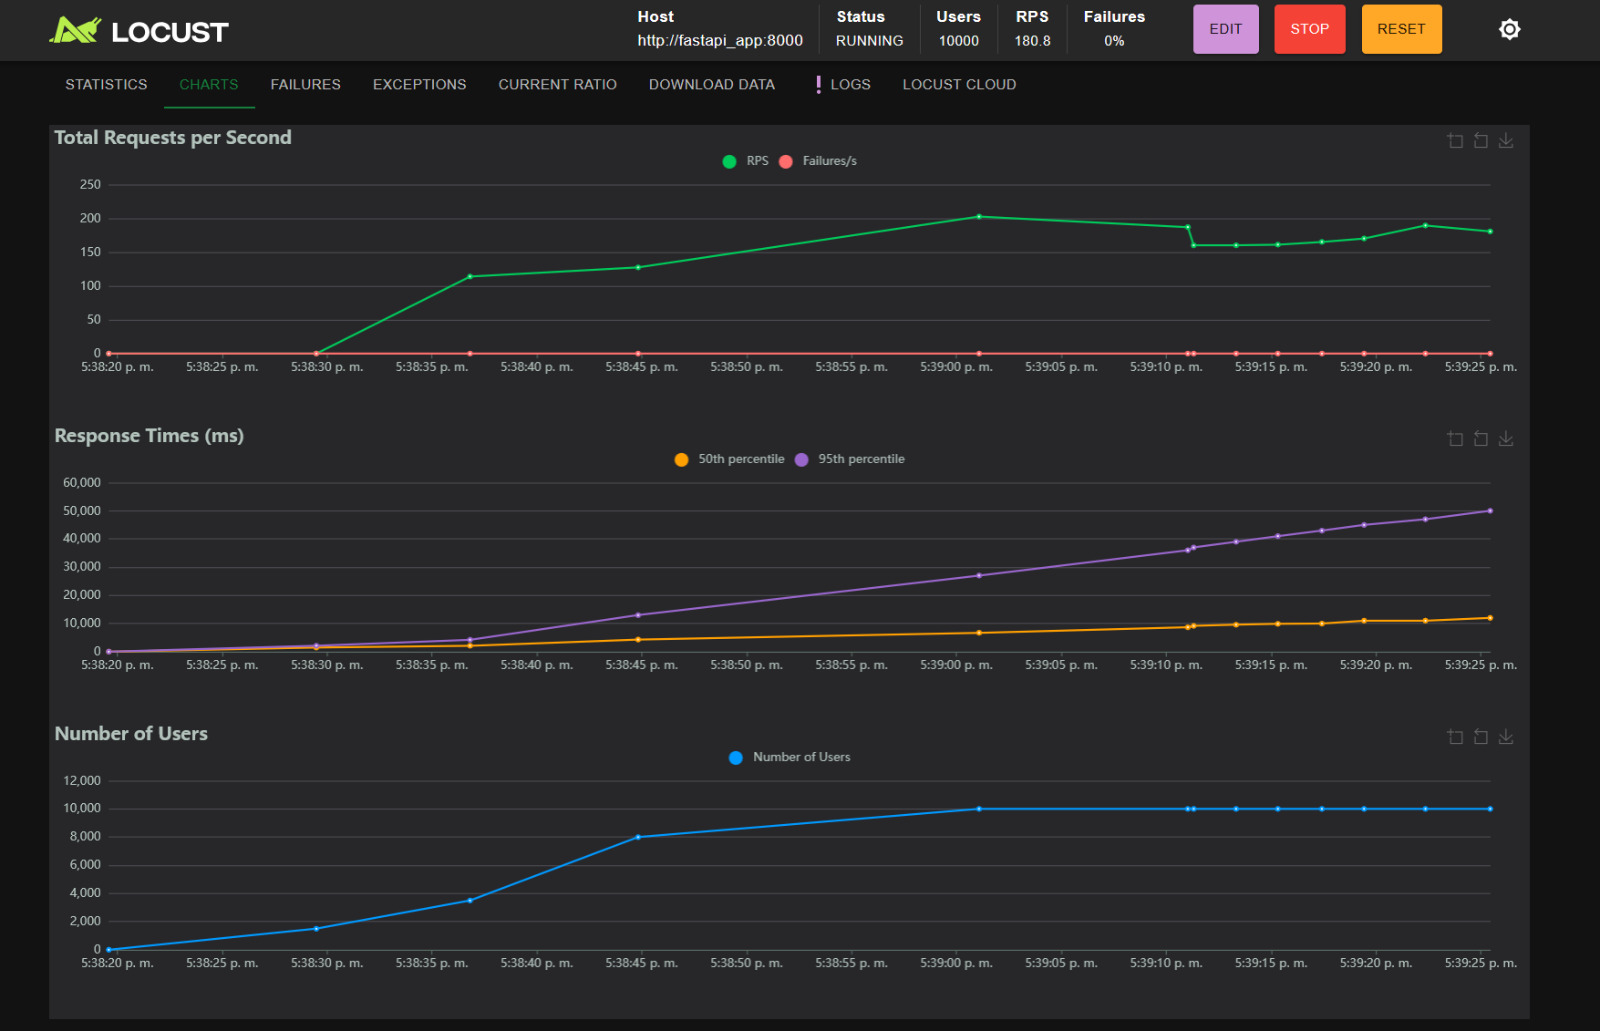 LOCUST
Host
http://fastapi_app:8000
Status
RUNNING
Users
10000
RPS
180.8
Failures
0%
EDIT
STOP
RESET
STATISTICS
CHARTS
FAILURES
EXCEPTIONS
CURRENT RATIO
DOWNLOAD DATA
! LOGS
LOCUST CLOUD
Total Requests per Second
RPS
Failures/s
250
200
150
100
50
0
5:38:20 p. m.
5:38:25 p. m.
5:38:30 p. m.
5:38:35 p. m.
5:38:40 p. m.
5:38:45 p. m.
5:38:50 p. m.
5:38:55 p. m.
5:39:00 p. m.
5:39:05 p. m.
5:39:10 p. m.
5:39:15 p. m.
5:39:20 p. m.
5:39:25 p. m.
Response Times (ms)
50th percentile
95th percentile
60,000
50,000
40,000
30,000
20,000
10,000
0
5:38:20 p. m.
5:38:25 p. m.
5:38:30 p. m.
5:38:35 p. m.
5:38:40 p. m.
5:38:45 p. m.
5:38:50 p. m.
5:38:55 p. m.
5:39:00 p. m.
5:39:05 p. m.
5:39:10 p. m.
5:39:15 p. m.
5:39:20 p. m.
5:39:25 p. m.
Number of Users
Number of Users
12,000
10,000
8,000
6,000
4,000
2,000
0
5:38:20 p. m.
5:38:25 p. m.
5:38:30 p. m.
5:38:35 p. m.
5:38:40 p. m.
5:38:45 p. m.
5:38:50 p. m.
5:38:55 p. m.
5:39:00 p. m.
5:39:05 p. m.
5:39:10 p. m.
5:39:15 p. m.
5:39:20 p. m.
5:39:25 p. m.